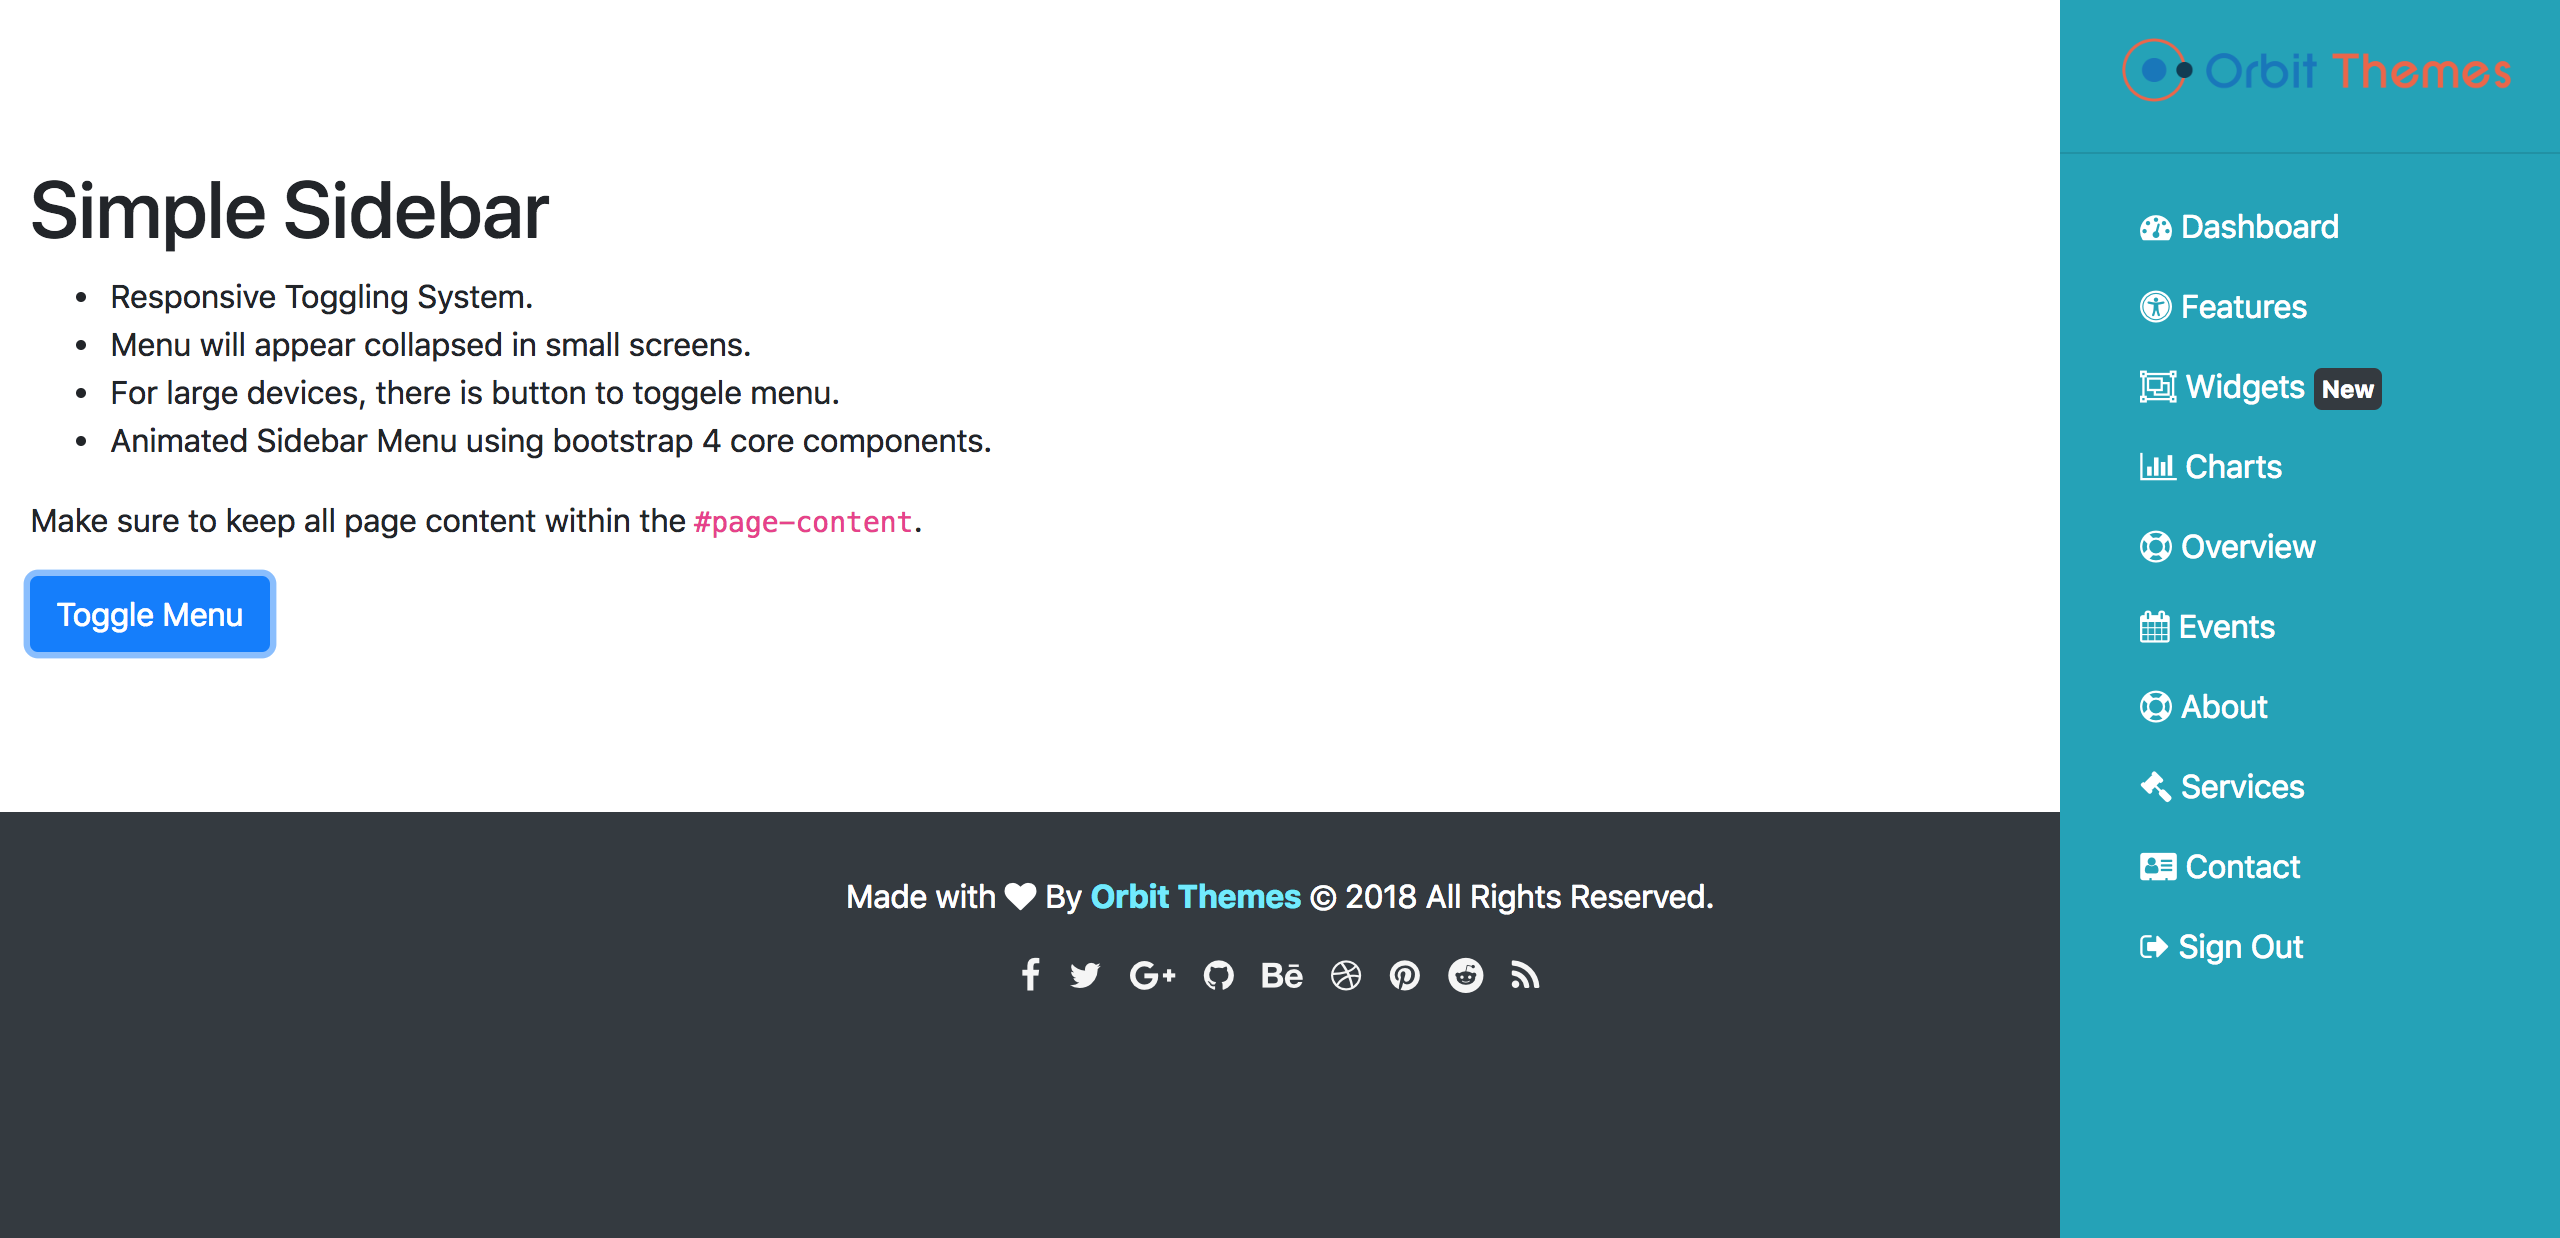 Simple Sidebar
Responsive Toggling System.
Menu will appear collapsed in small screens.
For large devices, there is button to toggele menu.
Animated Sidebar Menu using bootstrap 4 core components.
Make sure to keep all page content within the #page-content.
Toggle Menu
Made with ♥ By Orbit Themes © 2018 All Rights Reserved.
G+
Bē
Orbit Themes
Dashboard
Features
Widgets New
Charts
Overview
Events
About
Services
Contact
Sign Out